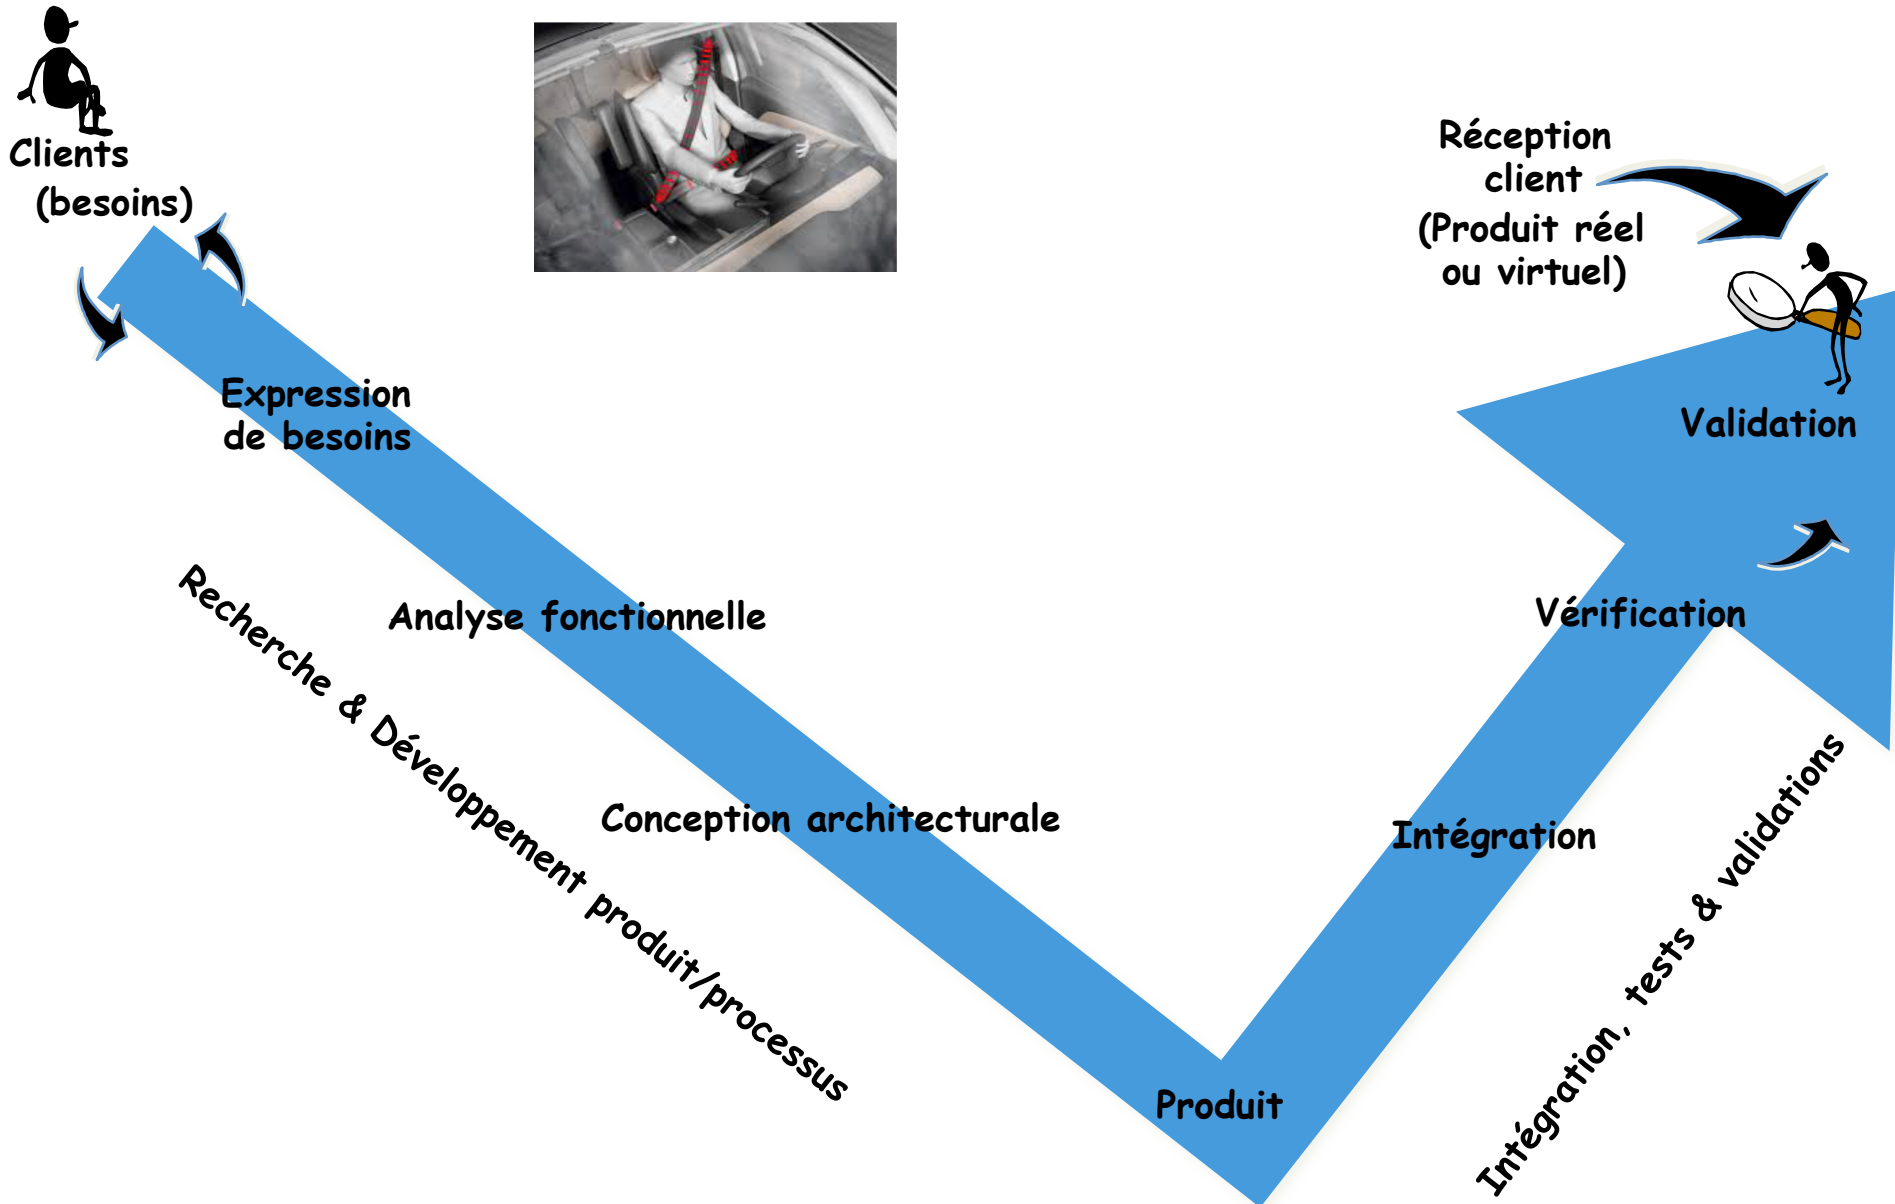 Clients
(besoins)
Réception
client
(Produit réel
ou virtuel)
Expression
de besoins
Validation
Analyse fonctionnelle
Vérification
Recherche & Développement produit/processus
Conception architecturale
Intégration
Intégration, tests & validations
Produit